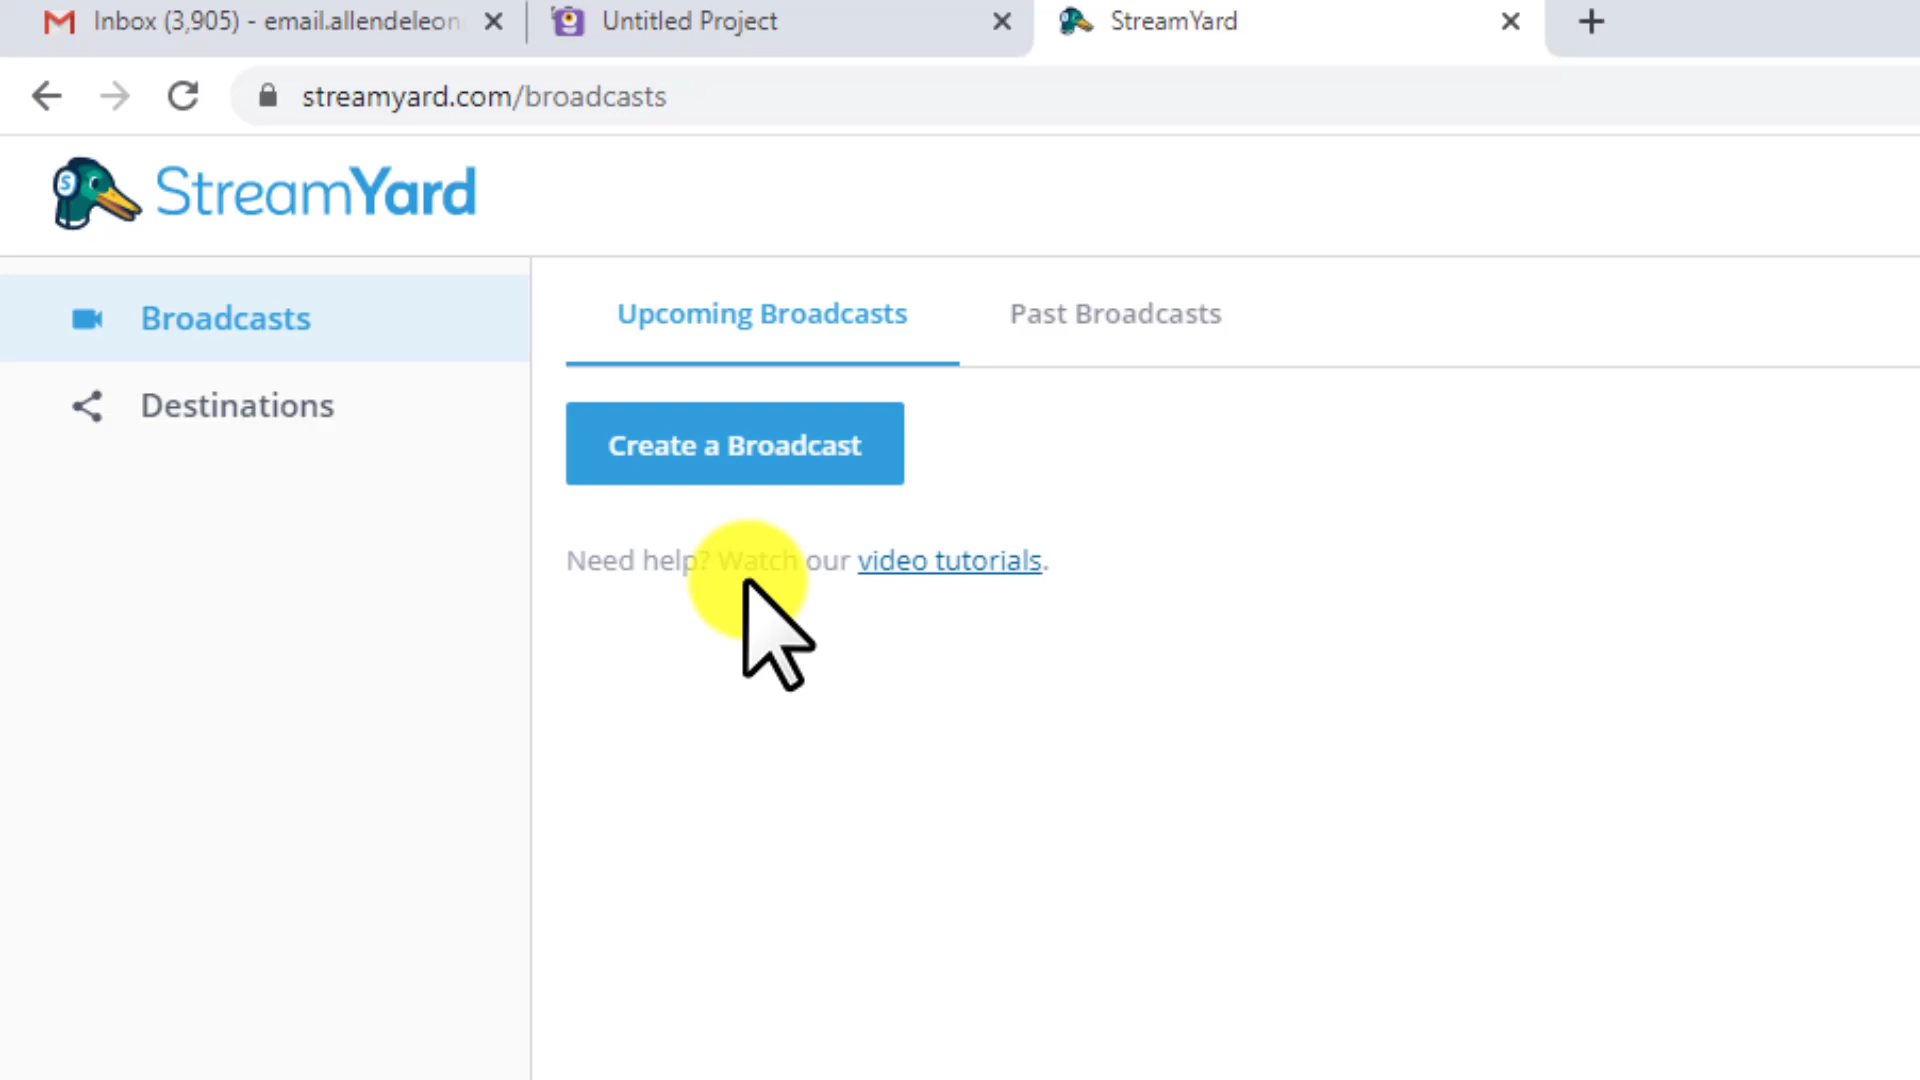 Inbox (3,905) - email.allendeleon
Untitled Project
StreamYard
streamyard.com/broadcasts
S
StreamYard
Broadcasts
Destinations
Upcoming Broadcasts
Past Broadcasts
Create a Broadcast
Need help? Watch our video tutorials.